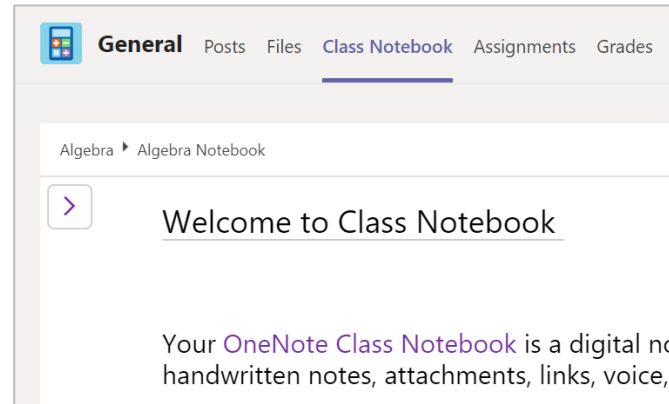 General Posts Files Class Notebook Assignments Grades
Algebra Algebra Notebook
Welcome to Class Notebook
Your OneNote Class Notebook is a digital
handwritten notes, attachments, links, voice,